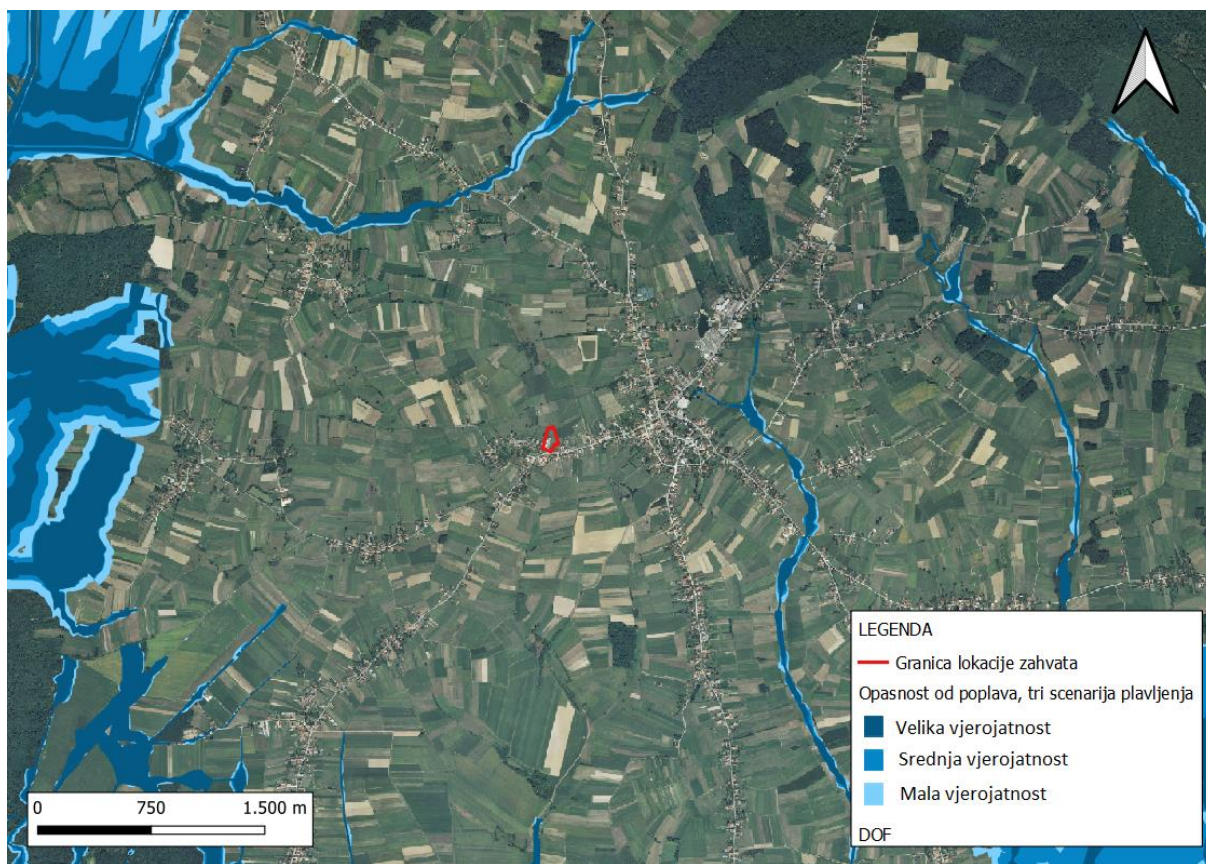 LEGENDA
Granica lokacije zahvata
Opasnost od poplava, tri scenarija plavljenja
Velika vjerojatnost
Srednja vjerojatnost
Mala vjerojatnost
DOF
0 750 1.500 m